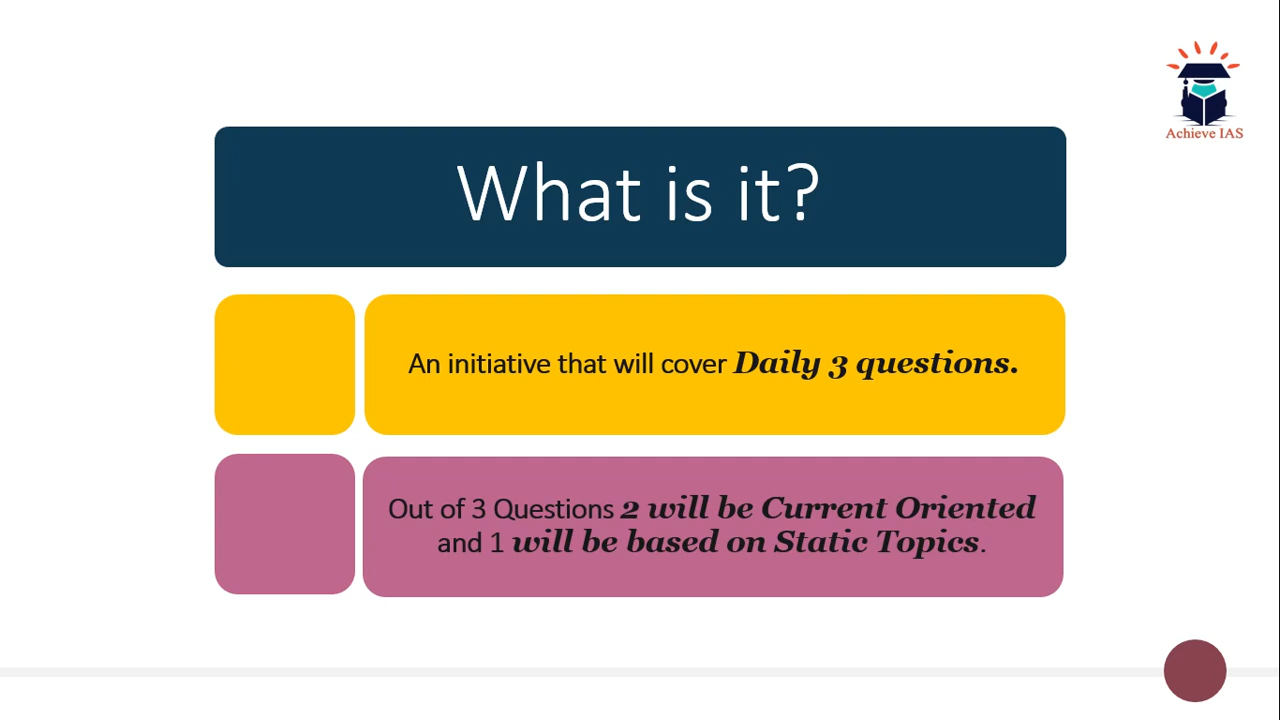 Achieve IAS
What is it?
An initiative that will cover Daily 3 questions.
Out of 3 Questions 2 will be Current Oriented
and 1 will be based on Static Topics.